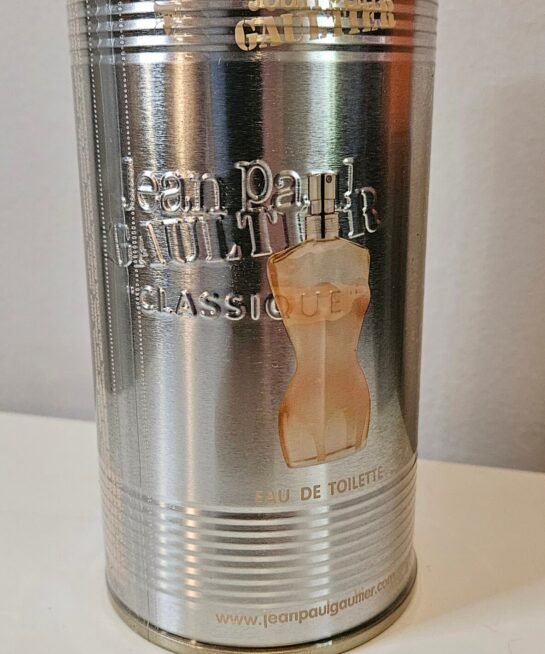 GAULTIER
Jean Paul
GAULTIER
CLASSIQUE
EAU DE TOILETTE
www.jeanpaulgaultier.com